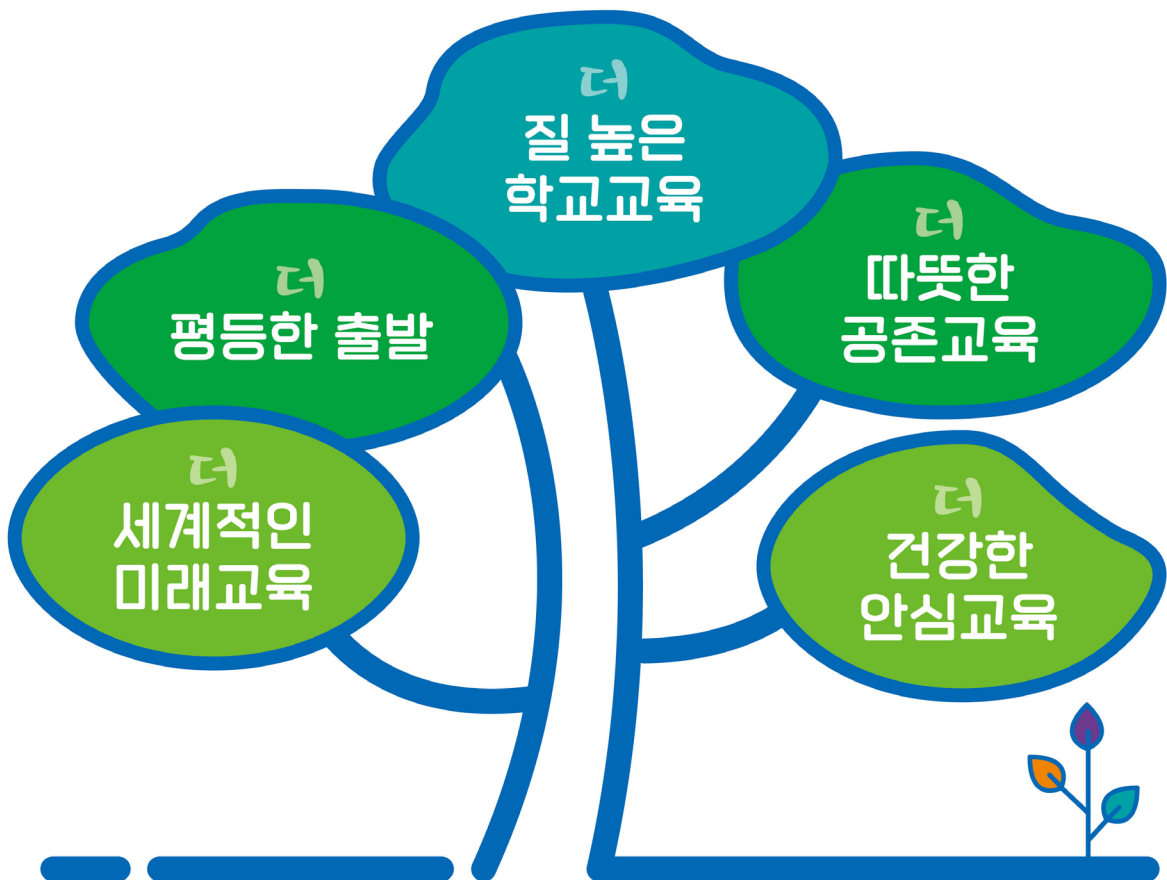 더
질 높은
학교교육
더
평등한 출발
더
따뜻한
공존교육
더
세계적인
미래교육
더
건강한
안심교육